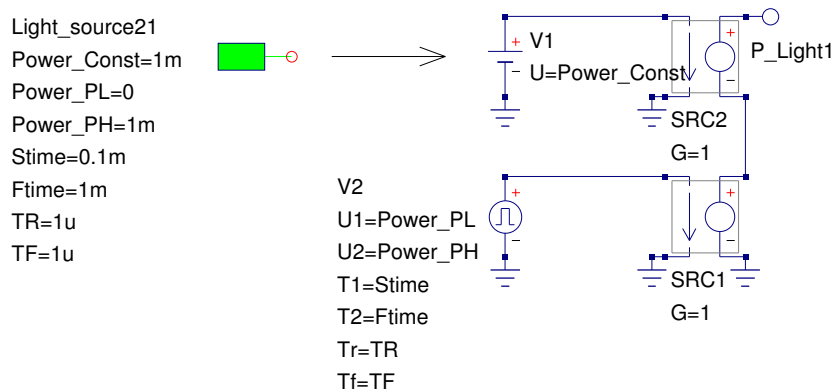 Light_source21
Power_Const=1m
Power_PL=0
Power_PH=1m
Stime=0.1m
Ftime=1m
TR=1u
TF=1u
+
V1
-
U=Power_Const
+
-
P_Light1
SRC2
G=1
V2
U1=Power_PL
U2=Power_PH
T1=Stime
T2=Ftime
Tr=TR
Tf=TF
+
-
+
-
SRC1
G=1